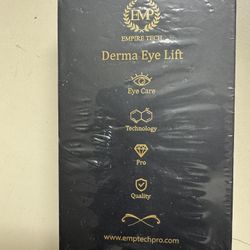 EMP
EMPIRE TECH
Derma Eye Lift
Eye Care
Technology
Pro
Quality
www.emptechpro.com